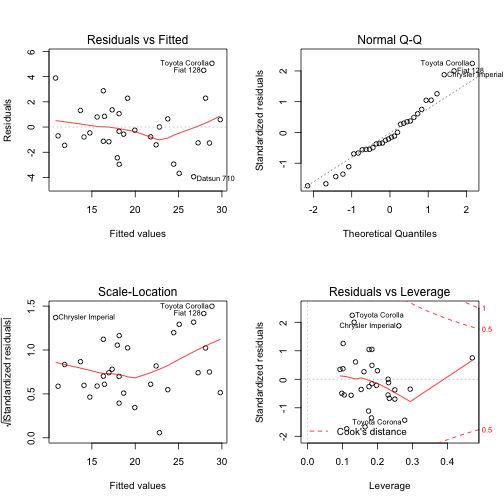 Residuals vs Fitted
Residuals
6
4
2
0
-2
-4
Toyota Corolla
Fiat 128
Datsun 710
15
20
25
30
Fitted values
Normal Q-Q
Standardized residuals
2
1
0
-1
Toyota Corolla
Fiat 128
Chrysler Imperial
-2
-1
0
1
2
Theoretical Quantiles
Scale-Location
√|Standardized residuals|
1.5
1.0
0.5
0.0
Chrysler Imperial
Toyota Corolla
Fiat 128
15
20
25
30
Fitted values
Residuals vs Leverage
Standardized residuals
2
1
0
-1
-2
Toyota Corolla
Chrysler Imperial
Toyota Corona
Cook's distance
1
0.5
0.5
0.0
0.1
0.2
0.3
0.4
Leverage